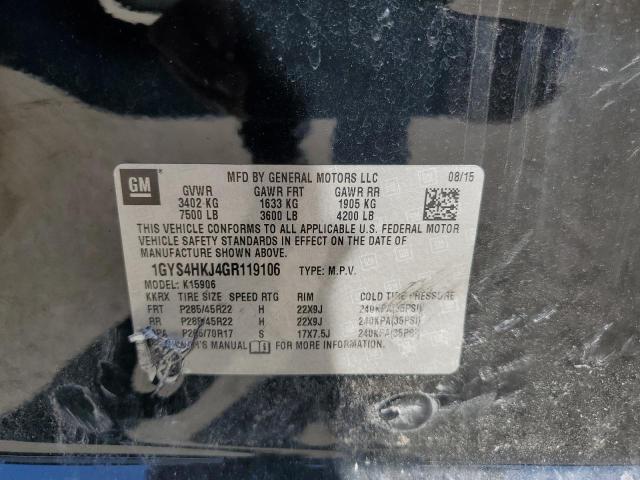 GM
MFD BY GENERAL MOTORS LLC 08/15
GVWR GAWR FRT GAWR RR
3402 KG 1633 KG 1905 KG
7500 LB 3600 LB 4200 LB
THIS VEHICLE CONFORMS TO ALL APPLICABLE U.S. FEDERAL MOTOR
VEHICLE SAFETY STANDARDS IN EFFECT ON THE DATE OF
MANUFACTURE SHOWN ABOVE.
1GYS4HKJ4GR119106 TYPE: M.P.V.
MODEL: K15906
KKRX TIRE SIZE SPEED RTG RIM COLD TIRE PRESSURE
FRT P285/45R22 H 22X9J 240KPA(35PSI)
RR P285/45R22 H 22X9J 240KPA(35PSI)
P265/70R17 S 17X7.5J 240KPA(35PSI)
MANUAL FOR MORE INFORMATION